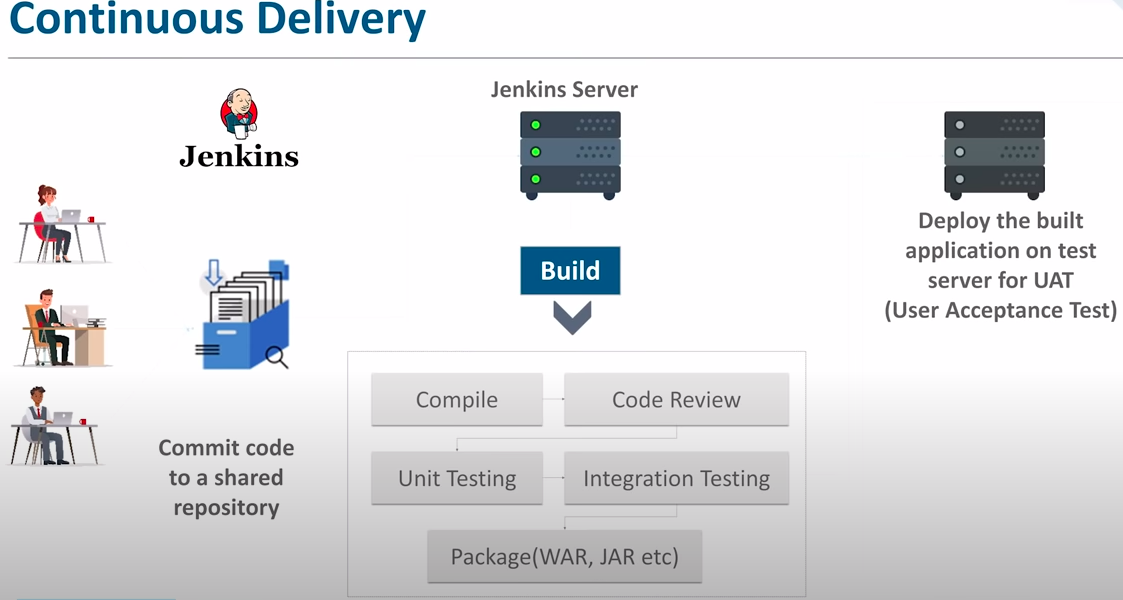 Continuous Delivery
Jenkins
Jenkins Server
Build
Compile
Code Review
Unit Testing
Integration Testing
Package(WAR, JAR etc)
Commit code
to a shared
repository
Deploy the built
application on test
server for UAT
(User Acceptance Test)